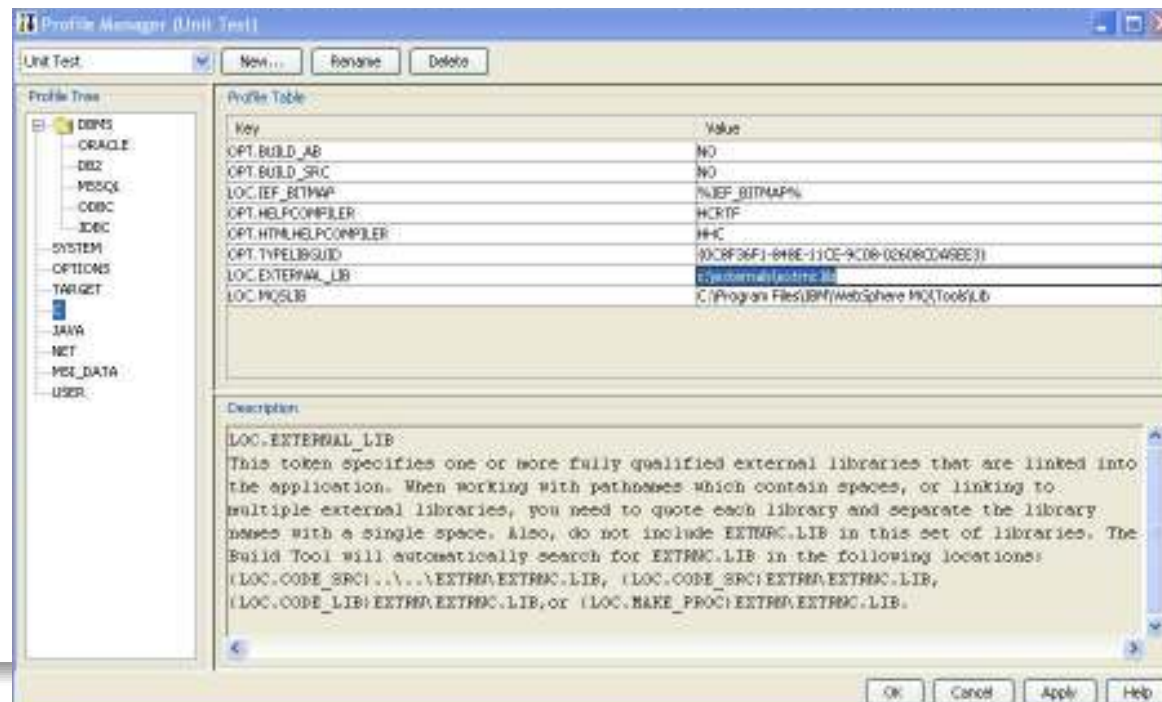 Profile Manager (Unit Test)
Unit Test
New...
Rename
Delete
Profile Tree
DBMS
ORACLE
DB2
MSSQL
ODBC
JDBC
SYSTEM
OPTIONS
TARGET
C
JAVA
NET
MSI_DATA
USER
Profile Table
Key Value
OPT.BUILD_AB NO
OPT.BUILD_SRC NO
LOC.IEF_BITMAP %IEF_BITMAP%
OPT.HELPCOMPILER HCRTF
OPT.HTMLHELPCOMPILER HHC
OPT.TYPELIBGUID
LOC.EXTERNAL_LIB
LOC.MQSLIB C:\Program Files\IBM\WebSphere MQ\Tools\Lib
Description
LOC.EXTERNAL_LIB
This token specifies one or more fully qualified external libraries that are linked into
the application. When working with pathnames which contain spaces, or linking to
multiple external libraries, you need to quote each library and separate the library
names with a single space. Also, do not include EXTNRC.LIB in this set of libraries. The
Build Tool will automatically search for EXTRNC.LIB in the following locations:
{LOC.CODE_SRC}..\..\EXTRN\EXTRNC.LIB, {LOC.CODE_SRC}EXTRN\EXTRNC.LIB,
{LOC.CODE_LIB}EXTRN\EXTRNC.LIB,or {LOC.MAKE_PROC}EXTRN\EXTRNC.LIB.
OK
Cancel
Apply
Help